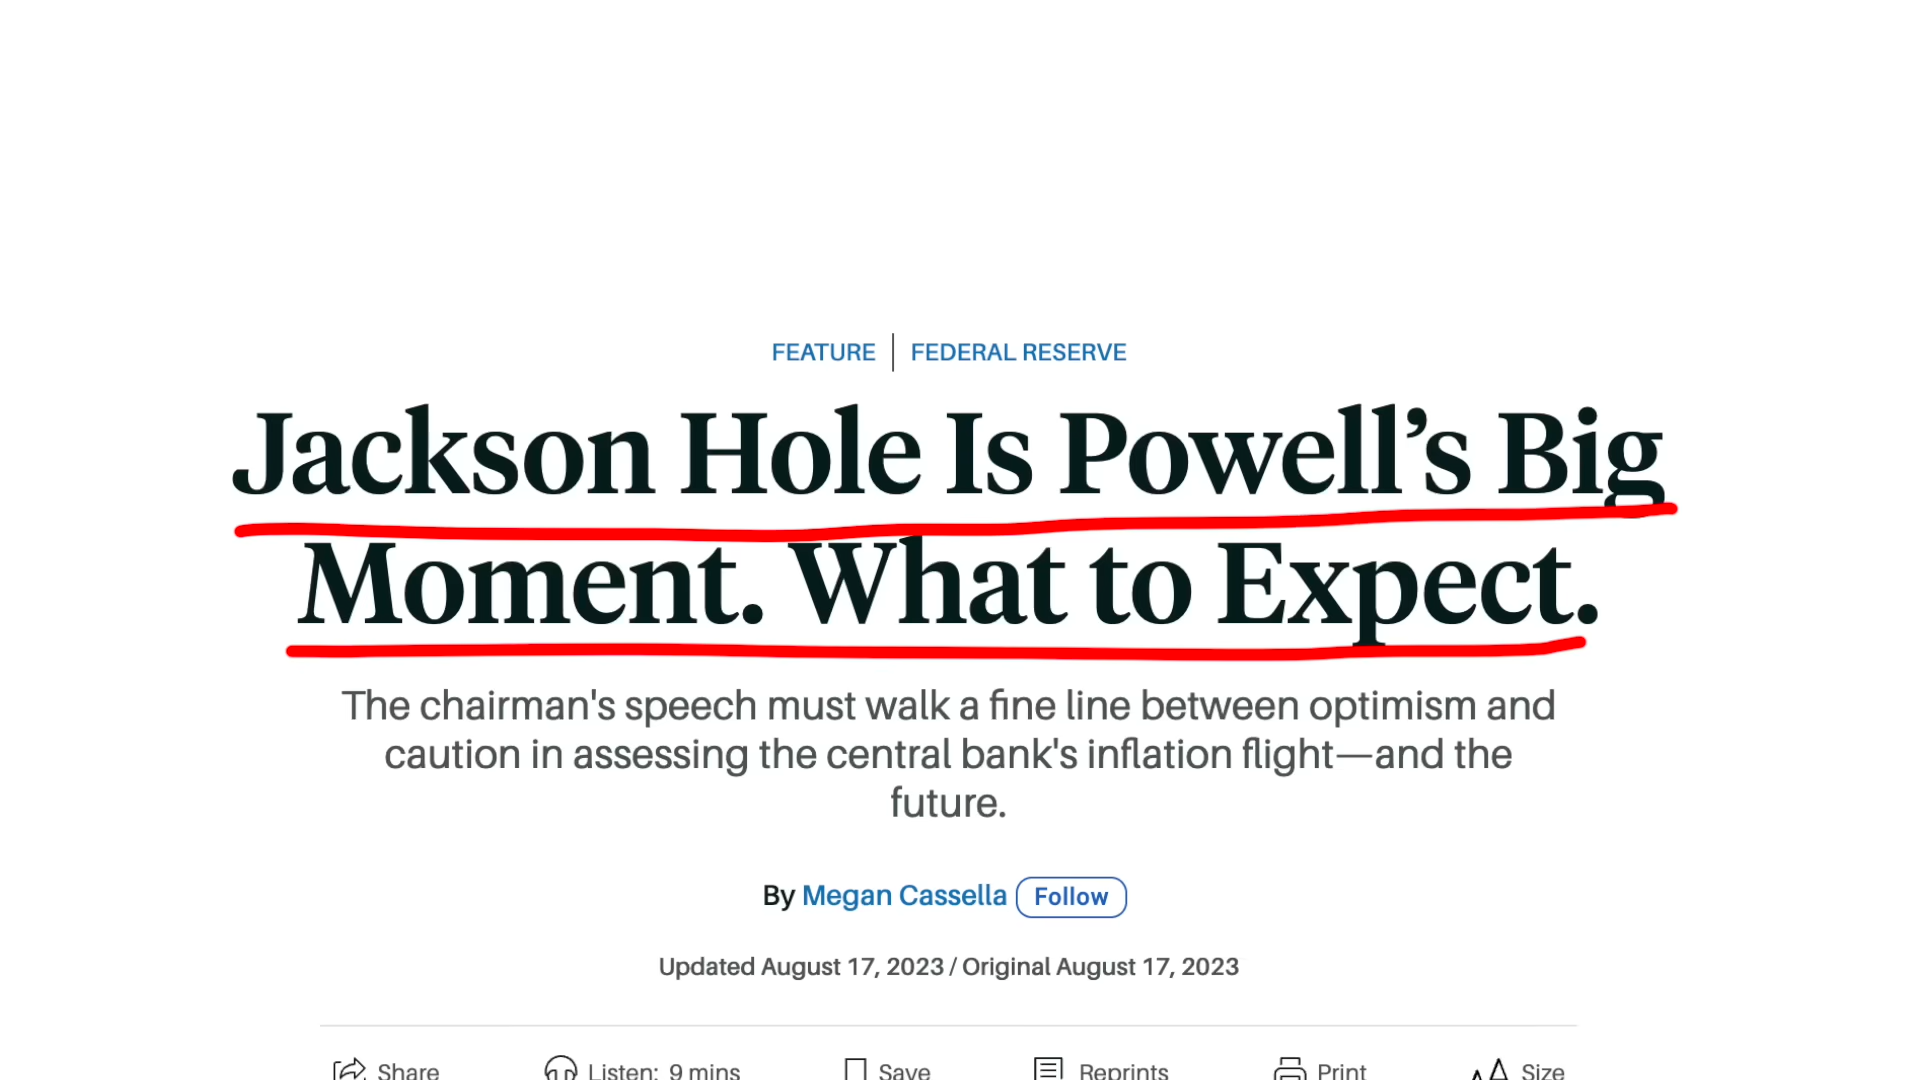 FEATURE | FEDERAL RESERVE
Jackson Hole Is Powell’s Big
Moment. What to Expect.
The chairman's speech must walk a fine line between optimism and
caution in assessing the central bank's inflation flight—and the
future.
By Megan Cassella Follow
Updated August 17, 2023 / Original August 17, 2023
Share Listen: 9 mins Save Reprints Print AA Size